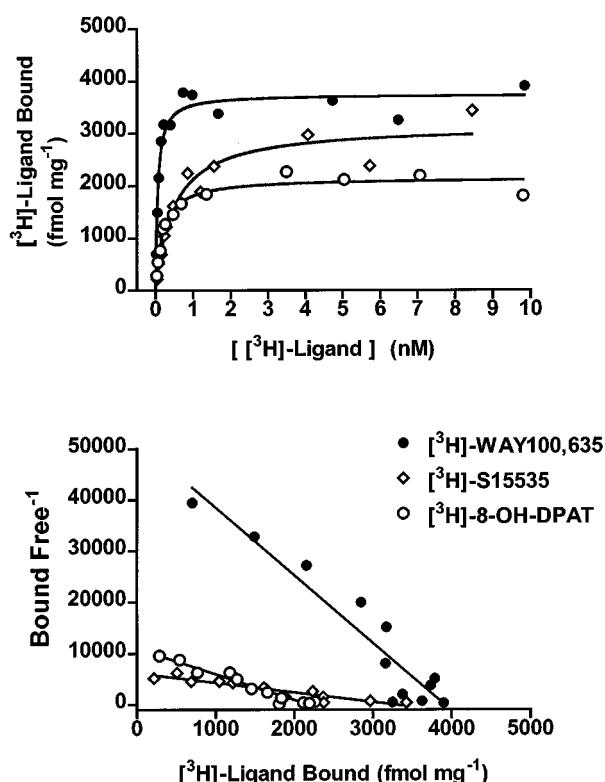 [³H]-Ligand Bound
(fmol mg⁻¹)
5000
4000
3000
2000
1000
0
0 1 2 3 4 5 6 7 8 9 10
[ [³H]-Ligand ] (nM)
Bound Free⁻¹
50000
40000
30000
20000
10000
0
[³H]-WAY100,635
[³H]-S15535
[³H]-8-OH-DPAT
0 1000 2000 3000 4000 5000
[³H]-Ligand Bound (fmol mg⁻¹)